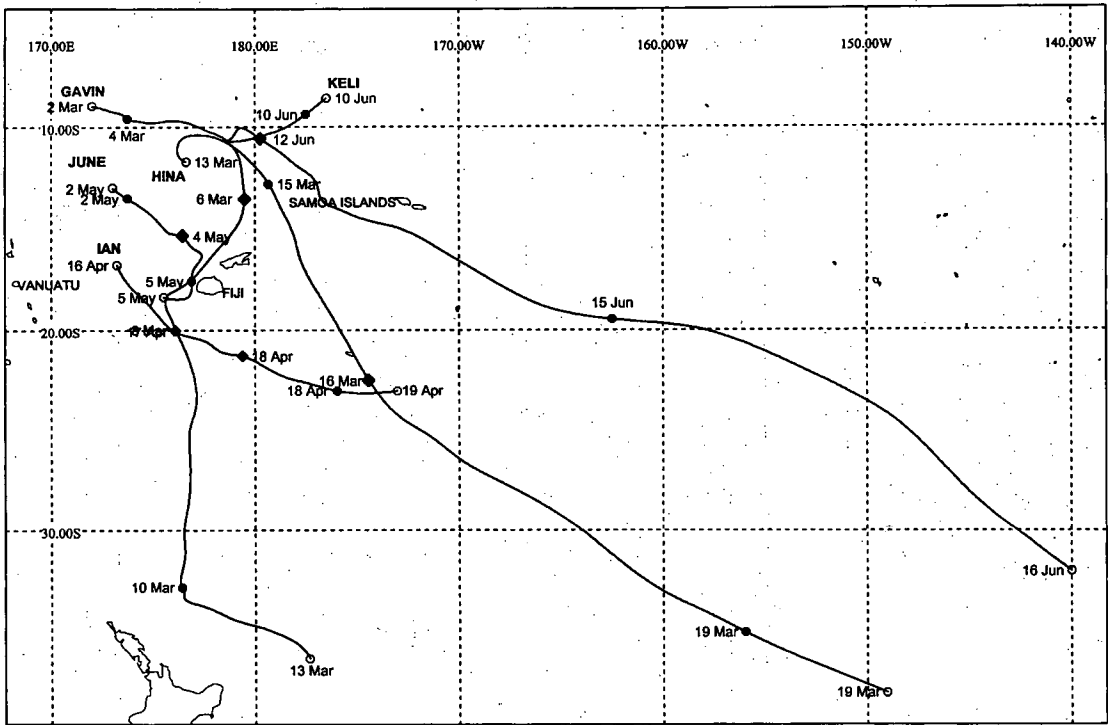 170.00E 180.00E 170.00W 160.00W 150.00W 140.00W
GAVIN
KELI
2 Mar
10 Jun
10 Jun
4 Mar
10.00S
12 Jun
JUNE
13 Mar
HINA
15 Mar
2 May
2 May
6 Mar
SAMOA ISLANDS
4 May
IAN
16 Apr
5 May
VANUATU
5 May
FIJI
15 Jun
20.00S
Mar
18 Apr
16 Mar
18 Apr
19 Apr
30.00S
16 Jun
10 Mar
19 Mar
13 Mar
19 Mar